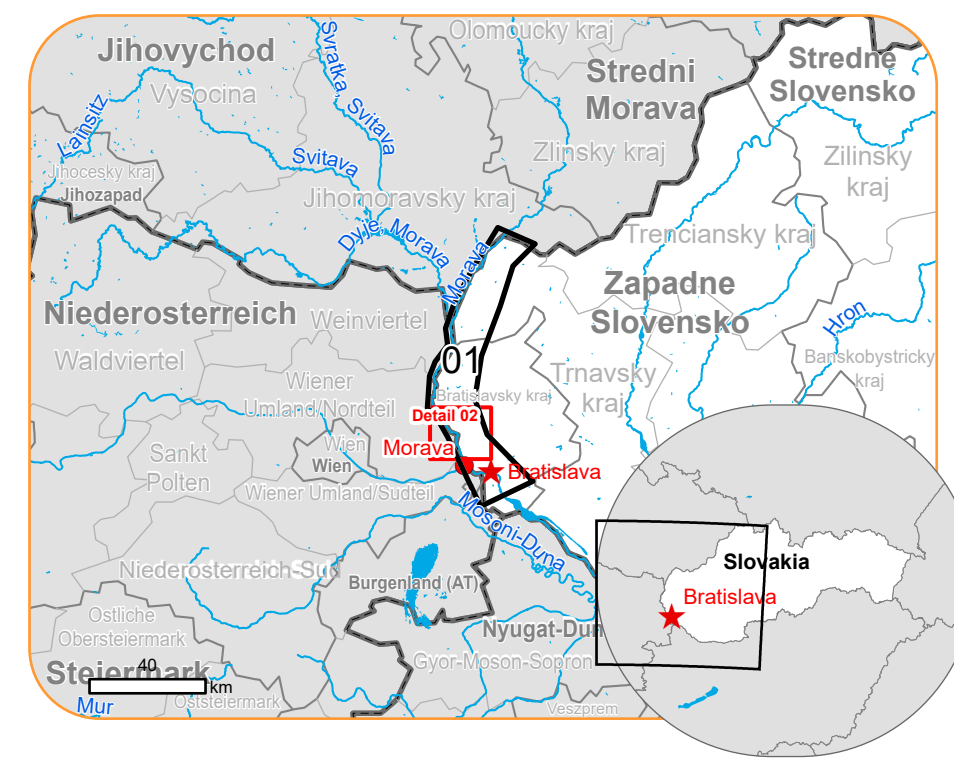 Olomoucky kraj
Jihovychod
Svratka, Svitava
Stredne
Slovensko
Stredni
Morava
Vysocina
Lainsitz
Svitava
Zlinsky kraj
Zilinsky
kraj
Jihocesky kraj
Jihozapad
Jihomoravsky kraj
Dyje, Morava
Morava
Trenciansky kraj
Zapadne
Slovensko
Niederosterreich
Weinviertel
Hron
Waldviertel
01
Banskobystricky
kraj
Trnavsky
kraj
Wiener
Umland/Nordteil
Bratislavsky kraj
Detail 02
Morava
Wien
Wien
Sankt
Polten
Bratislava
Wiener Umland/Sudteil
Mosoni-Duna
Niederosterreich-Sud
Burgenland (AT)
Slovakia
Bratislava
Ostliche
Obersteiermark
Nyugat-Dun
Gyor-Moson-Sopron
Steiermark
40
km
Oststeiermark
Mur
Veszprem